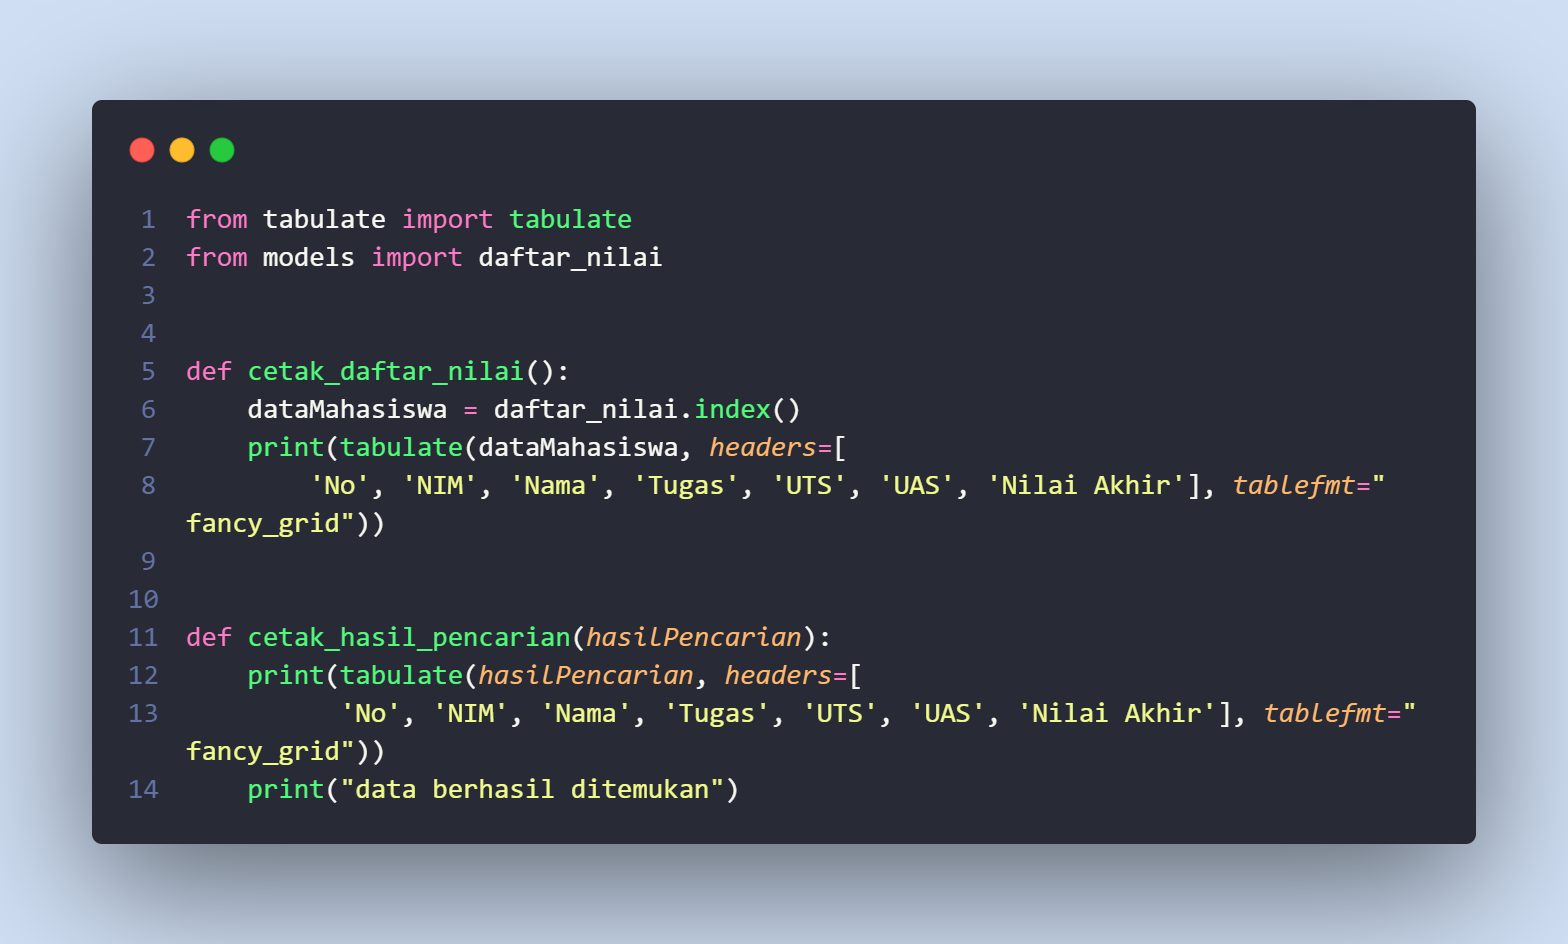 1 from tabulate import tabulate
2 from models import daftar_nilai
3
4
5 def cetak_daftar_nilai():
6     dataMahasiswa = daftar_nilai.index()
7     print(tabulate(dataMahasiswa, headers=[
8         'No', 'NIM', 'Nama', 'Tugas', 'UTS', 'UAS', 'Nilai Akhir'], tablefmt="
fancy_grid"))
9
10
11 def cetak_hasil_pencarian(hasilPencarian):
12     print(tabulate(hasilPencarian, headers=[
13           'No', 'NIM', 'Nama', 'Tugas', 'UTS', 'UAS', 'Nilai Akhir'], tablefmt="
fancy_grid"))
14     print("data berhasil ditemukan")